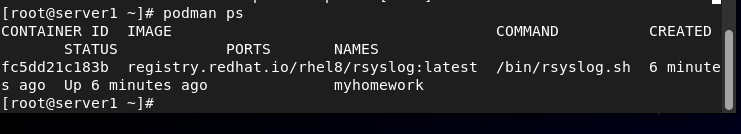 [root@server1 ~]# podman ps
CONTAINER ID  IMAGE                                    COMMAND          CREATED
        STATUS             PORTS       NAMES
fc5dd21c183b  registry.redhat.io/rhel8/rsyslog:latest  /bin/rsyslog.sh  6 minute
s ago  Up 6 minutes ago                myhomework
[root@server1 ~]#